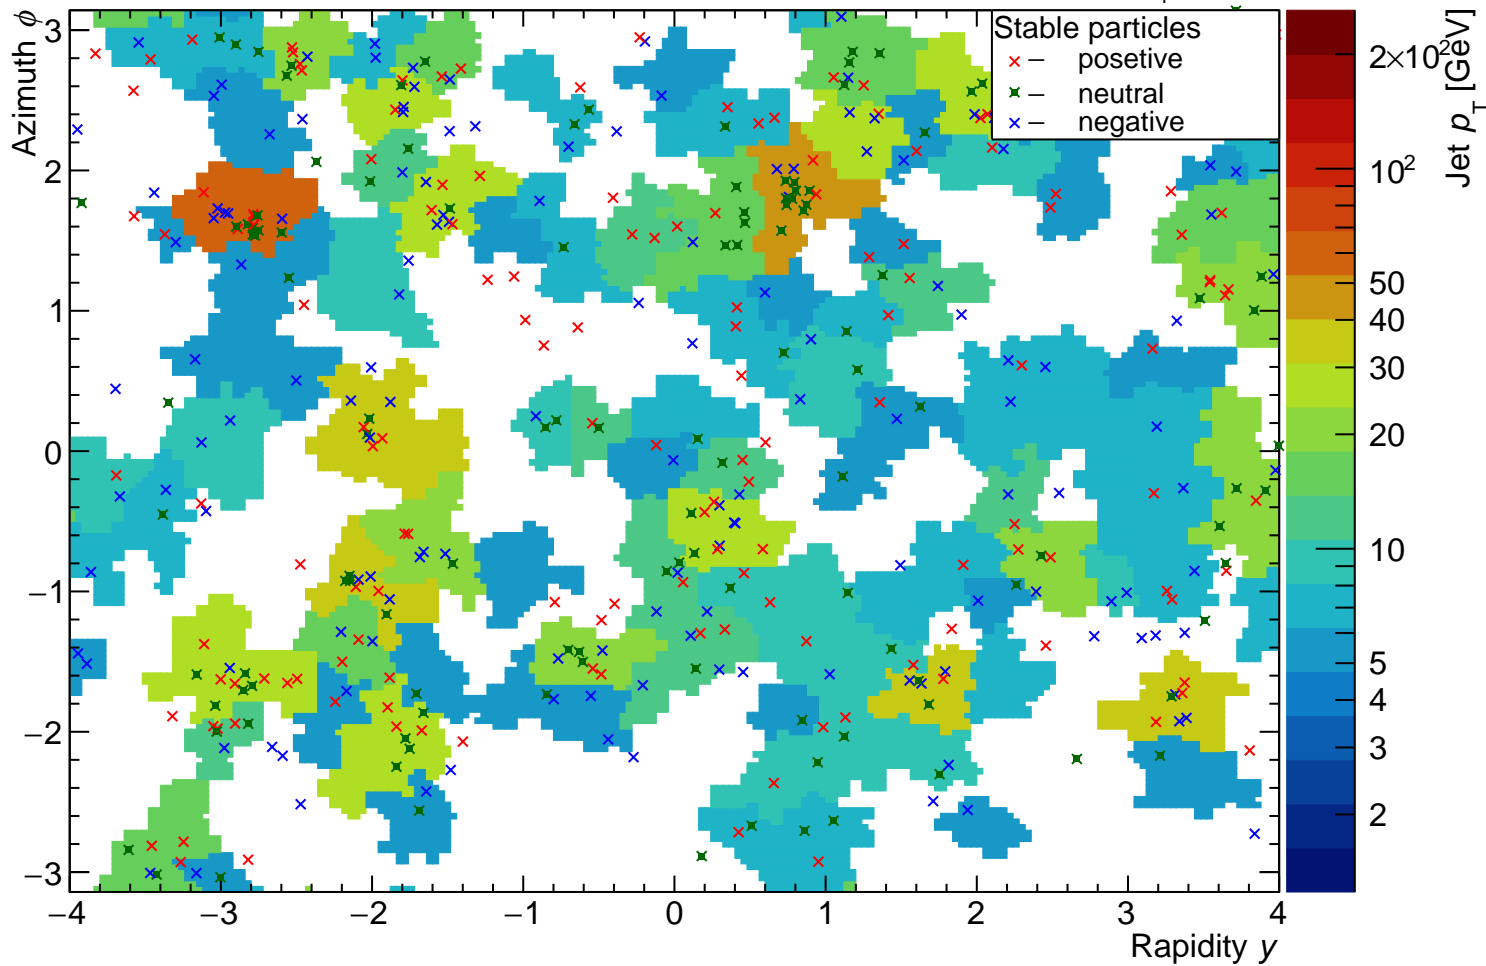 Stable particles
× – posetive
– neutral
× – negative
Azimuth ϕ
3
2
1
0
−1
−2
−3
−4 −3 −2 −1 0 1 2 3 4
Rapidity y
2×10²
10²
50
40
30
20
10
5
4
3
2
Jet p_T [GeV]